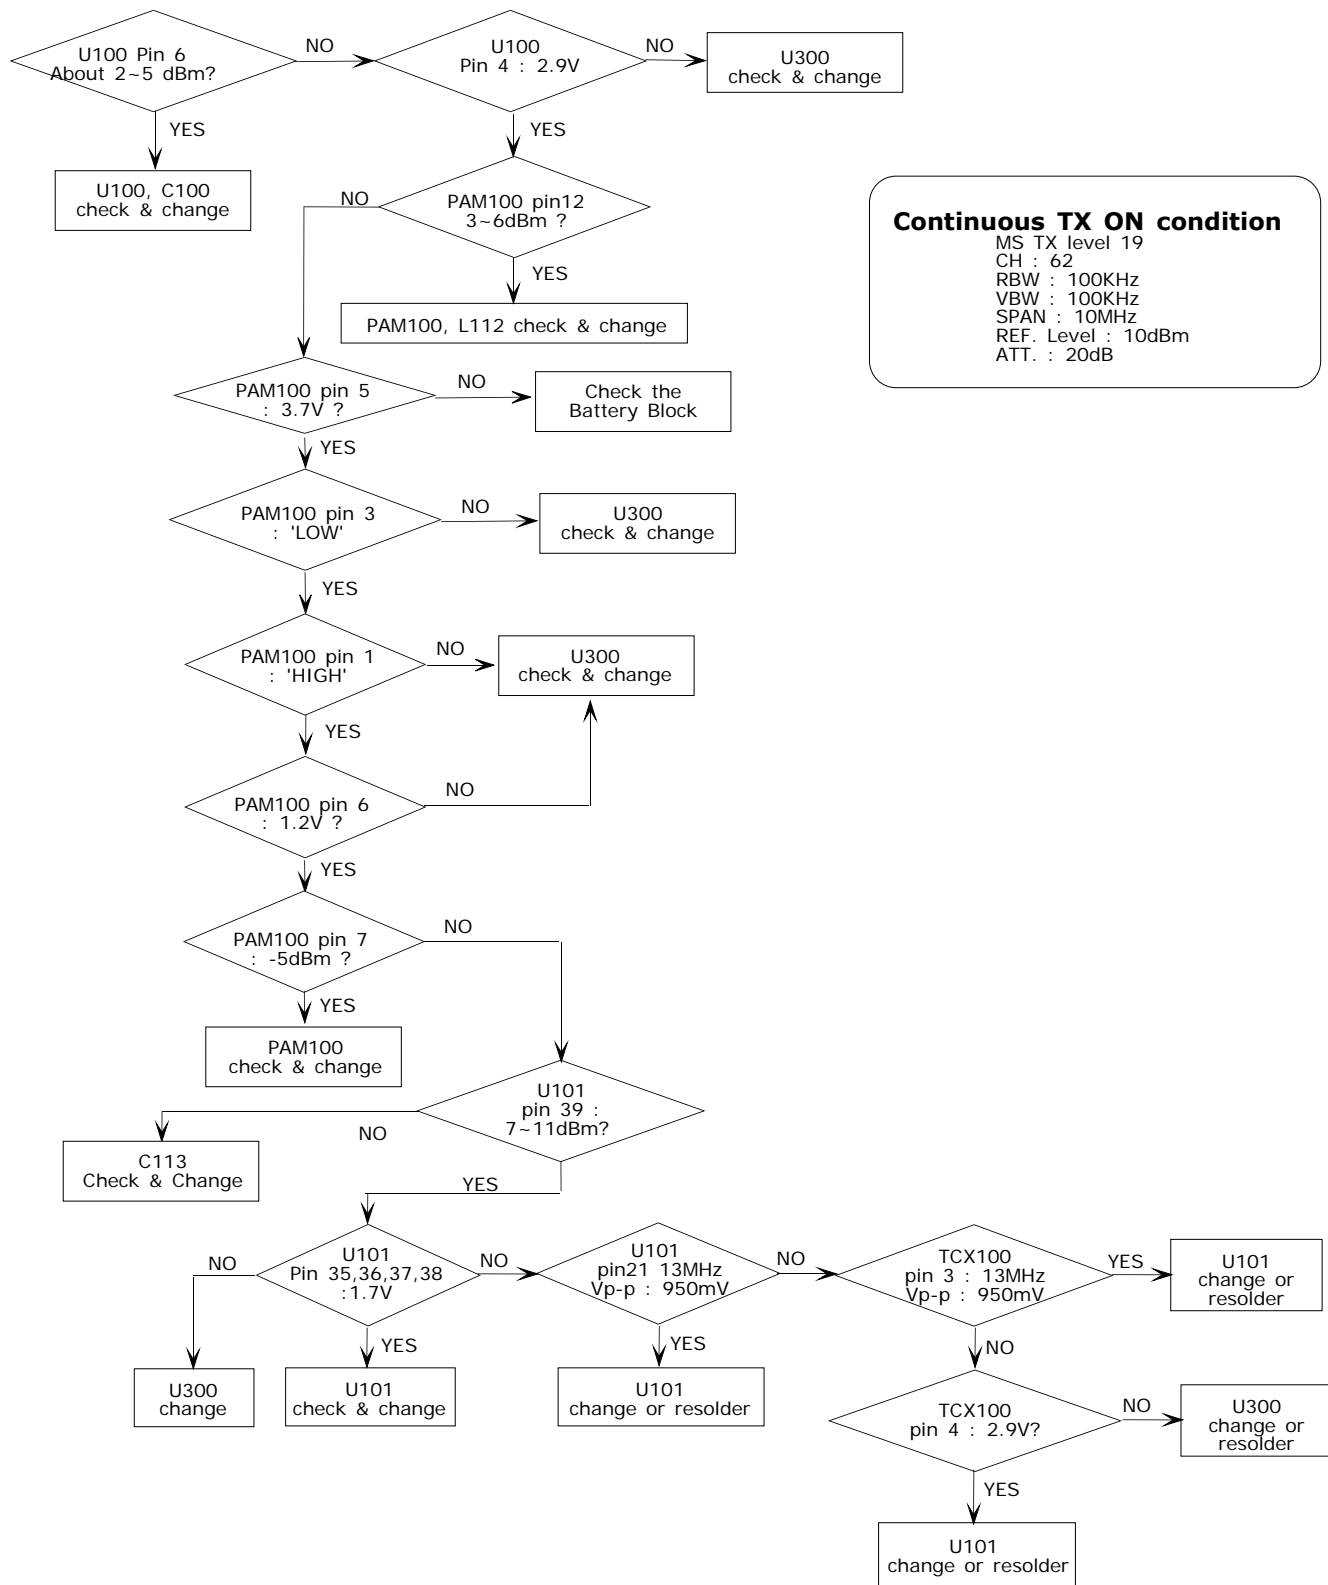 U100 Pin 6
About 2~5 dBm?
NO
U100
Pin 4 : 2.9V
NO
U300
check & change
YES
YES
U100, C100
check & change
NO
PAM100 pin12
3~6dBm ?
YES
PAM100, L112 check & change
Continuous TX ON condition
MS TX level 19
CH : 62
RBW : 100KHz
VBW : 100KHz
SPAN : 10MHz
REF. Level : 10dBm
ATT. : 20dB
PAM100 pin 5
: 3.7V ?
NO
Check the
Battery Block
YES
PAM100 pin 3
: 'LOW'
NO
U300
check & change
YES
PAM100 pin 1
: 'HIGH'
NO
U300
check & change
YES
PAM100 pin 6
: 1.2V ?
NO
YES
PAM100 pin 7
: -5dBm ?
NO
YES
PAM100
check & change
U101
pin 39 :
7~11dBm?
NO
C113
Check & Change
YES
NO
U101
Pin 35,36,37,38
:1.7V
NO
U101
pin21 13MHz
Vp-p : 950mV
NO
TCX100
pin 3 : 13MHz
Vp-p : 950mV
YES
U101
change or
resolder
YES
YES
NO
U300
change
U101
check & change
U101
change or resolder
TCX100
pin 4 : 2.9V?
NO
U300
change or
resolder
YES
U101
change or resolder